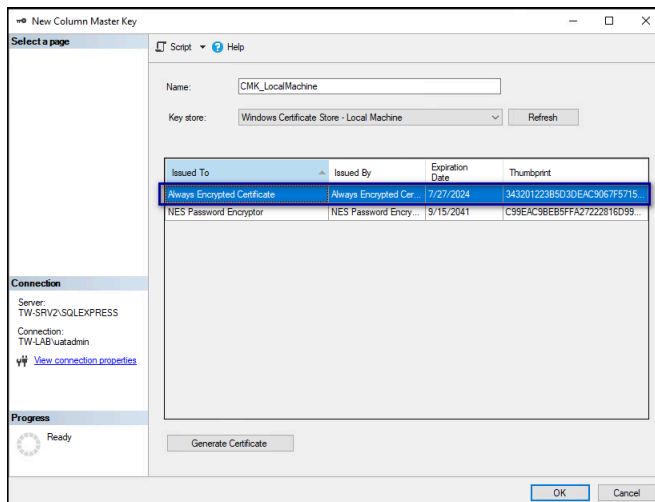 New Column Master Key
Select a page
Script Help
Name: CMK_LocalMachine
Key store: Windows Certificate Store - Local Machine Refresh
Issued To Issued By Expiration Date Thumbprint
Always Encrypted Certificate Always Encrypted Cer... 7/27/2024 343201223B5D3DEAC9067F5715...
NES Password Encryptor NES Password Encry... 9/15/2041 C99EAC9BEB5FFA27222816D99...
Connection
Server:
TW-SRV2\SQLEXPRESS
Connection:
TW-LAB\uatadmin
View connection properties
Progress
Ready
Generate Certificate
OK Cancel